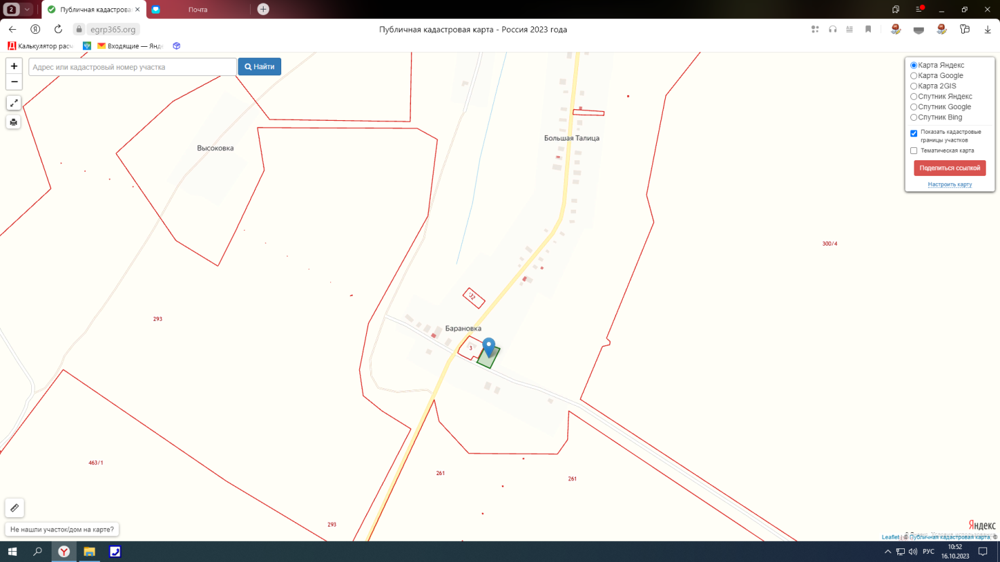 2
Публичная кадастрова
Почта
egrp365.org
Публичная кадастровая карта - Россия 2023 года
Калькулятор расч
Входящие — Янд
+
Адрес или кадастровый номер участка
Найти
−
Карта Яндекс
Карта Google
Карта 2GIS
Спутник Яндекс
Спутник Google
Спутник Bing
Показать кадастровые
границы участков
Тематическая карта
Поделиться ссылкой
Настроить карту
Большая Талица
Высоковка
300/4
32
293
Барановка
3
463/1
261
261
293
Не нашли участок/дом на карте?
Яндекс
Условия использования
Leaflet | © Публичная кадастровая карта, ©
РУС
10:52
16.10.2023